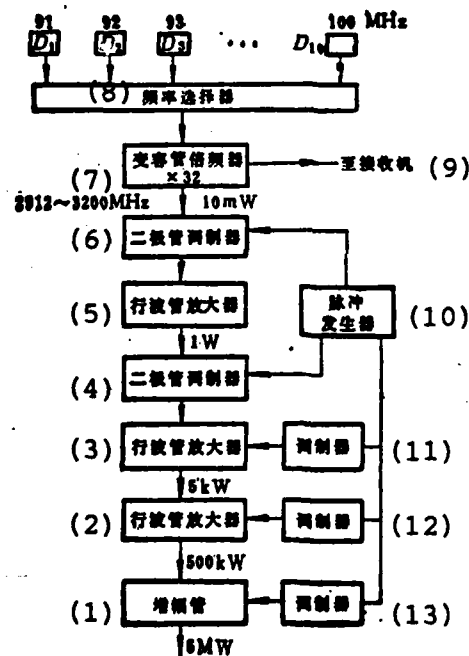 91 92 93 100 MHz
D₁ D₂ D₃ ··· D₁₀
(8) 频率选择器
变容管倍频器
×32
(7)
至接收机 (9)
2912~3200MHz 10mW
(6) 二极管调制器
(5) 行波管放大器
脉冲
发生器
(10)
1W
(4) 二极管调制器
(3) 行波管放大器 调制器 (11)
5kW
(2) 行波管放大器 调制器 (12)
500kW
(1) 增幅管 调制器 (13)
5MW